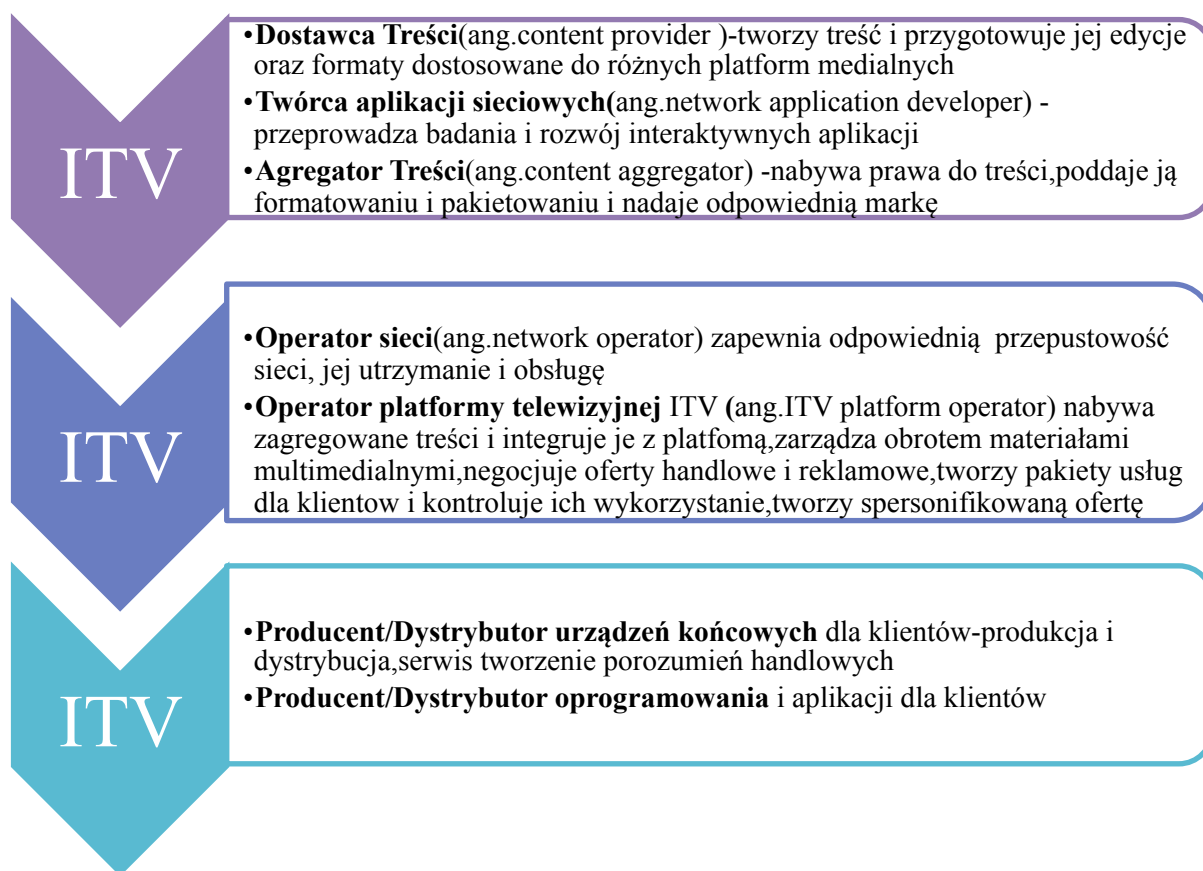 ITV
•Dostawca Treści(ang.content provider )-tworzy treść i przygotowuje jej edycje
oraz formaty dostosowane do różnych platform medialnych
•Twórca aplikacji sieciowych(ang.network application developer) -
przeprowadza badania i rozwój interaktywnych aplikacji
•Agregator Treści(ang.content aggregator) -nabywa prawa do treści,poddaje ją
formatowaniu i pakietowaniu i nadaje odpowiednią markę
ITV
•Operator sieci(ang.network operator) zapewnia odpowiednią  przepustowość
sieci, jej utrzymanie i obsługę
•Operator platformy telewizyjnej ITV (ang.ITV platform operator) nabywa
zagregowane treści i integruje je z platfomą,zarządza obrotem materiałami
multimedialnymi,negocjuje oferty handlowe i reklamowe,tworzy pakiety usług
dla klientow i kontroluje ich wykorzystanie,tworzy spersonifikowaną ofertę
ITV
•Producent/Dystrybutor urządzeń końcowych dla klientów-produkcja i
dystrybucja,serwis tworzenie porozumień handlowych
•Producent/Dystrybutor oprogramowania i aplikacji dla klientów